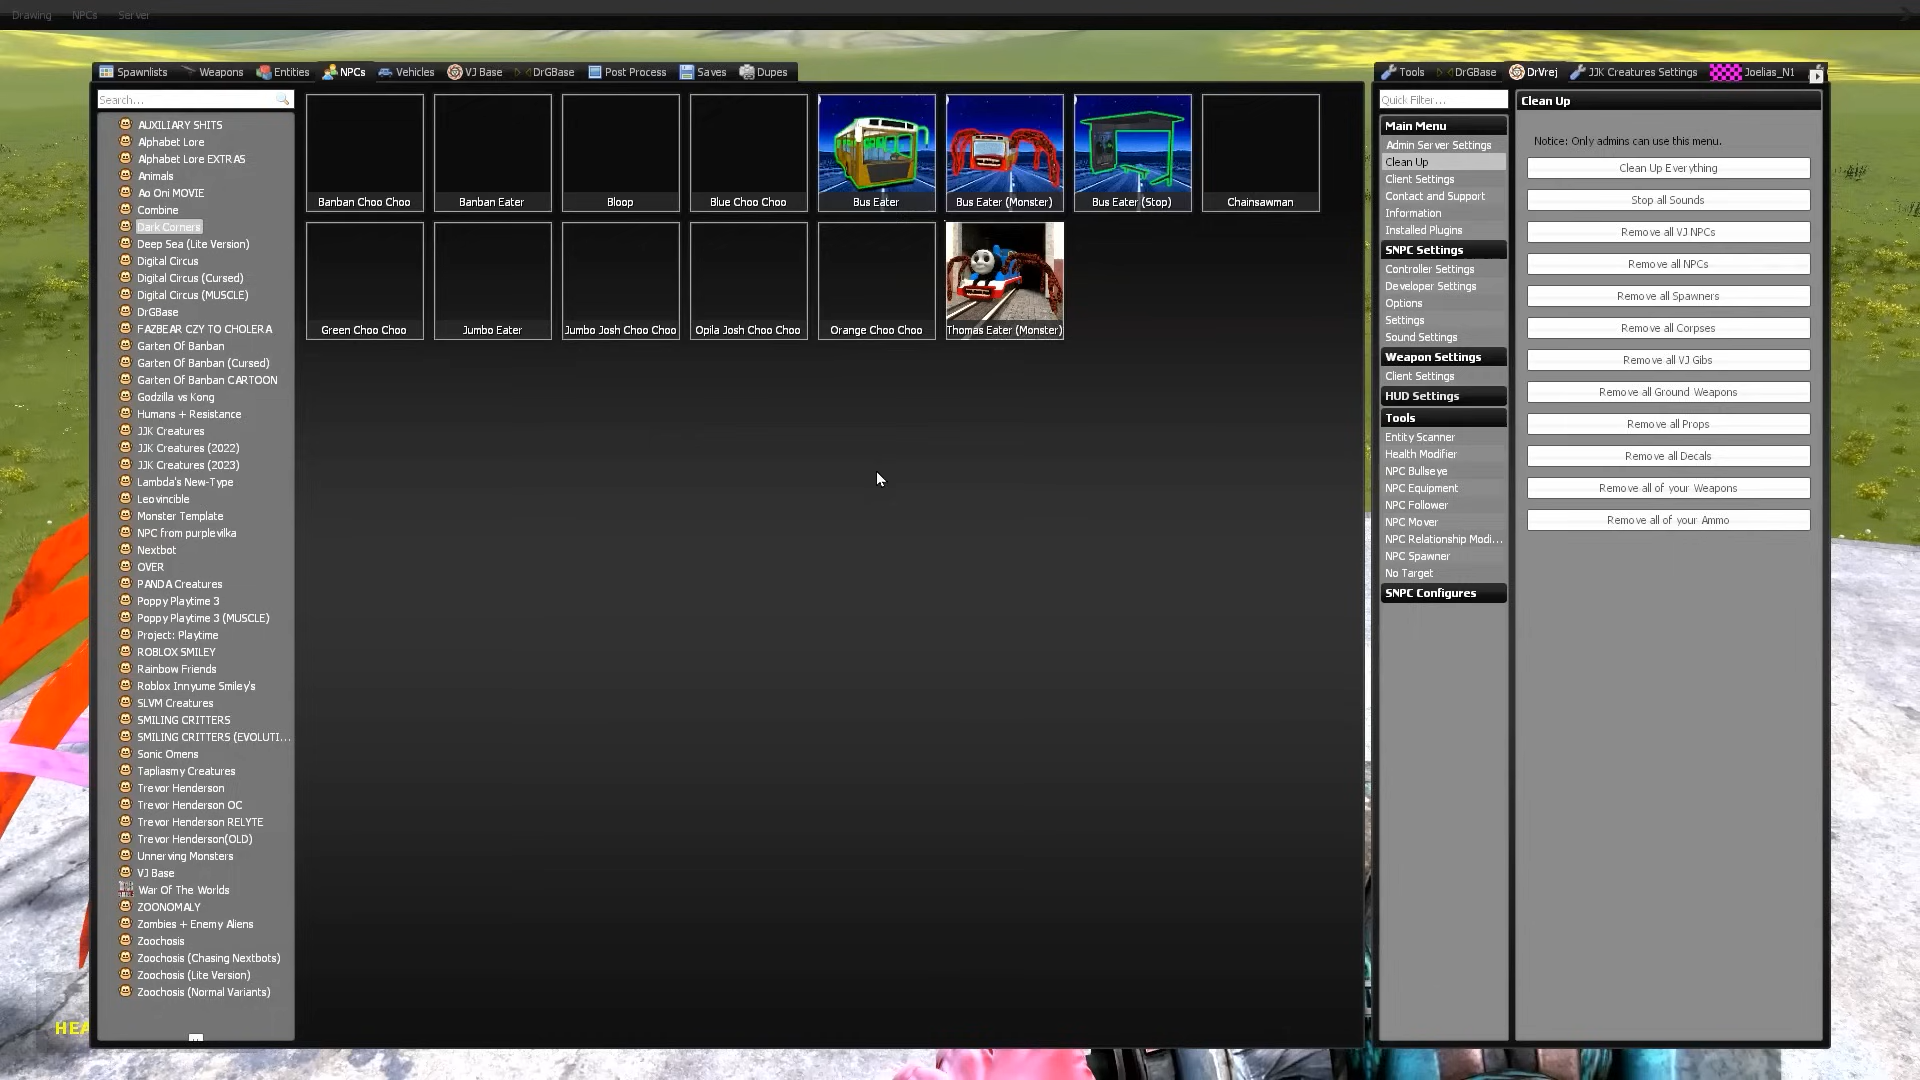 Drawing NPCs Server
Spawnlists Weapons Entities NPCs Vehicles VJ Base DrGBase Post Process Saves Dupes
Search...
AUXILIARY SHITS
Alphabet Lore
Alphabet Lore EXTRAS
Animals
Ao Oni MOVIE
Combine
Dark Corners
Deep Sea (Lite Version)
Digital Circus
Digital Circus (Cursed)
Digital Circus (MUSCLE)
DrGBase
FAZBEAR CZY TO CHOLERA
Garten Of Banban
Garten Of Banban (Cursed)
Garten Of Banban CARTOON
Godzilla vs Kong
Humans + Resistance
JJK Creatures
JJK Creatures (2022)
JJK Creatures (2023)
Lambda's New-Type
Leovincible
Monster Template
NPC from purplevilka
Nextbot
OVER
PANDA Creatures
Poppy Playtime 3
Poppy Playtime 3 (MUSCLE)
Project: Playtime
ROBLOX SMILEY
Rainbow Friends
Roblox Innyume Smiley's
SLVM Creatures
SMILING CRITTERS
SMILING CRITTERS (EVOLUTI...
Sonic Omens
Tapliasmy Creatures
Trevor Henderson
Trevor Henderson OC
Trevor Henderson RELYTE
Trevor Henderson(OLD)
Unnerving Monsters
VJ Base
War Of The Worlds
ZOONOMALY
Zombies + Enemy Aliens
Zoochosis
Zoochosis (Chasing Nextbots)
Zoochosis (Lite Version)
Zoochosis (Normal Variants)
Banban Choo Choo
Banban Eater
Bloop
Blue Choo Choo
Bus Eater
Bus Eater (Monster)
Bus Eater (Stop)
Chainsawman
Green Choo Choo
Jumbo Eater
Jumbo Josh Choo Choo
Opila Josh Choo Choo
Orange Choo Choo
Thomas Eater (Monster)
Tools DrGBase DrVrej JJK Creatures Settings Joelias_N1
Quick Filter...
Main Menu
Admin Server Settings
Clean Up
Client Settings
Contact and Support
Information
Installed Plugins
SNPC Settings
Controller Settings
Developer Settings
Options
Settings
Sound Settings
Weapon Settings
Client Settings
HUD Settings
Tools
Entity Scanner
Health Modifier
NPC Bullseye
NPC Equipment
NPC Follower
NPC Mover
NPC Relationship Modi...
NPC Spawner
No Target
SNPC Configures
Clean Up
Notice: Only admins can use this menu.
Clean Up Everything
Stop all Sounds
Remove all VJ NPCs
Remove all NPCs
Remove all Spawners
Remove all Corpses
Remove all VJ Gibs
Remove all Ground Weapons
Remove all Props
Remove all Decals
Remove all of your Weapons
Remove all of your Ammo
HEA